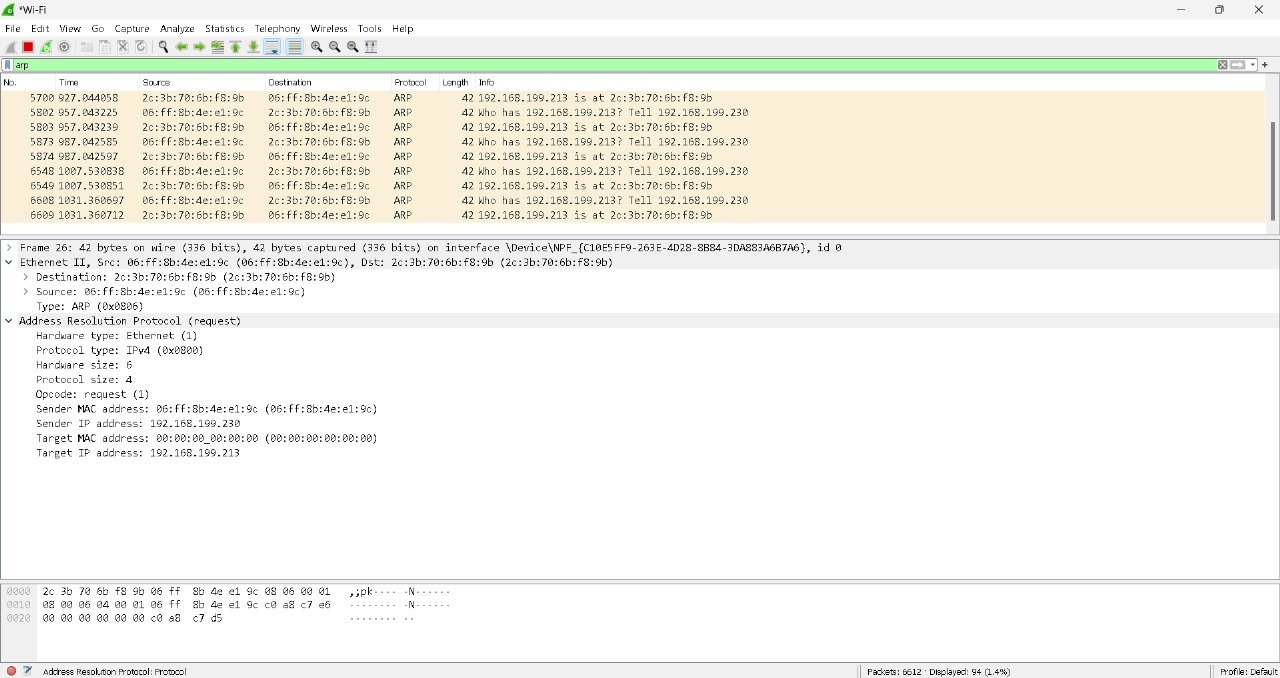 *Wi-Fi
File Edit View Go Capture Analyze Statistics Telephony Wireless Tools Help
arp
No. Time Source Destination Protocol Length Info
5700 927.044058 2c:3b:70:6b:f8:9b 06:ff:8b:4e:e1:9c ARP 42 192.168.199.213 is at 2c:3b:70:6b:f8:9b
5802 957.043225 06:ff:8b:4e:e1:9c 2c:3b:70:6b:f8:9b ARP 42 Who has 192.168.199.213? Tell 192.168.199.230
5803 957.043239 2c:3b:70:6b:f8:9b 06:ff:8b:4e:e1:9c ARP 42 192.168.199.213 is at 2c:3b:70:6b:f8:9b
5873 987.042585 06:ff:8b:4e:e1:9c 2c:3b:70:6b:f8:9b ARP 42 Who has 192.168.199.213? Tell 192.168.199.230
5874 987.042597 2c:3b:70:6b:f8:9b 06:ff:8b:4e:e1:9c ARP 42 192.168.199.213 is at 2c:3b:70:6b:f8:9b
6548 1007.530838 06:ff:8b:4e:e1:9c 2c:3b:70:6b:f8:9b ARP 42 Who has 192.168.199.213? Tell 192.168.199.230
6549 1007.530851 2c:3b:70:6b:f8:9b 06:ff:8b:4e:e1:9c ARP 42 192.168.199.213 is at 2c:3b:70:6b:f8:9b
6608 1031.360697 06:ff:8b:4e:e1:9c 2c:3b:70:6b:f8:9b ARP 42 Who has 192.168.199.213? Tell 192.168.199.230
6609 1031.360712 2c:3b:70:6b:f8:9b 06:ff:8b:4e:e1:9c ARP 42 192.168.199.213 is at 2c:3b:70:6b:f8:9b
Frame 26: 42 bytes on wire (336 bits), 42 bytes captured (336 bits) on interface \Device\NPF_{C10E5FF9-263E-4D28-8B84-3DA883A6B7A6}, id 0
Ethernet II, Src: 06:ff:8b:4e:e1:9c (06:ff:8b:4e:e1:9c), Dst: 2c:3b:70:6b:f8:9b (2c:3b:70:6b:f8:9b)
Destination: 2c:3b:70:6b:f8:9b (2c:3b:70:6b:f8:9b)
Source: 06:ff:8b:4e:e1:9c (06:ff:8b:4e:e1:9c)
Type: ARP (0x0806)
Address Resolution Protocol (request)
Hardware type: Ethernet (1)
Protocol type: IPv4 (0x0800)
Hardware size: 6
Protocol size: 4
Opcode: request (1)
Sender MAC address: 06:ff:8b:4e:e1:9c (06:ff:8b:4e:e1:9c)
Sender IP address: 192.168.199.230
Target MAC address: 00:00:00_00:00:00 (00:00:00:00:00:00)
Target IP address: 192.168.199.213
0000 2c 3b 70 6b f8 9b 06 ff 8b 4e e1 9c 08 06 00 01 ,;pk···· ·N······
0010 08 00 06 04 00 01 06 ff 8b 4e e1 9c c0 a8 c7 e6 ········ ·N······
0020 00 00 00 00 00 00 c0 a8 c7 d5 ········ ··
Address Resolution Protocol: Protocol Packets: 6612 · Displayed: 94 (1.4%) Profile: Default